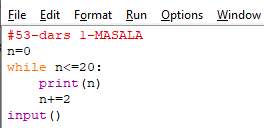 File Edit Format Run Options Window
#53-dars 1-MASALA
n=0
while n<=20:
    print(n)
    n+=2
input()